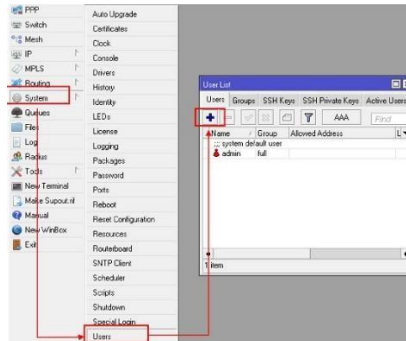 PPP
Switch
Mesh
IP
MPLS
Routing
System
Queues
Files
Log
Radius
Tools
New Terminal
Make Supout.rif
Manual
New WinBox
Exit
Auto Upgrade
Certificates
Clock
Console
Drivers
History
Identity
LEDs
License
Logging
Packages
Password
Ports
Reboot
Reset Configuration
Resources
Routerboard
SNTP Client
Scheduler
Scripts
Shutdown
Special Login
Users
User List
Users Groups SSH Keys SSH Private Keys Active Users
AAA Find
Name Group Allowed Address L
;;; system default user
admin full
1 item